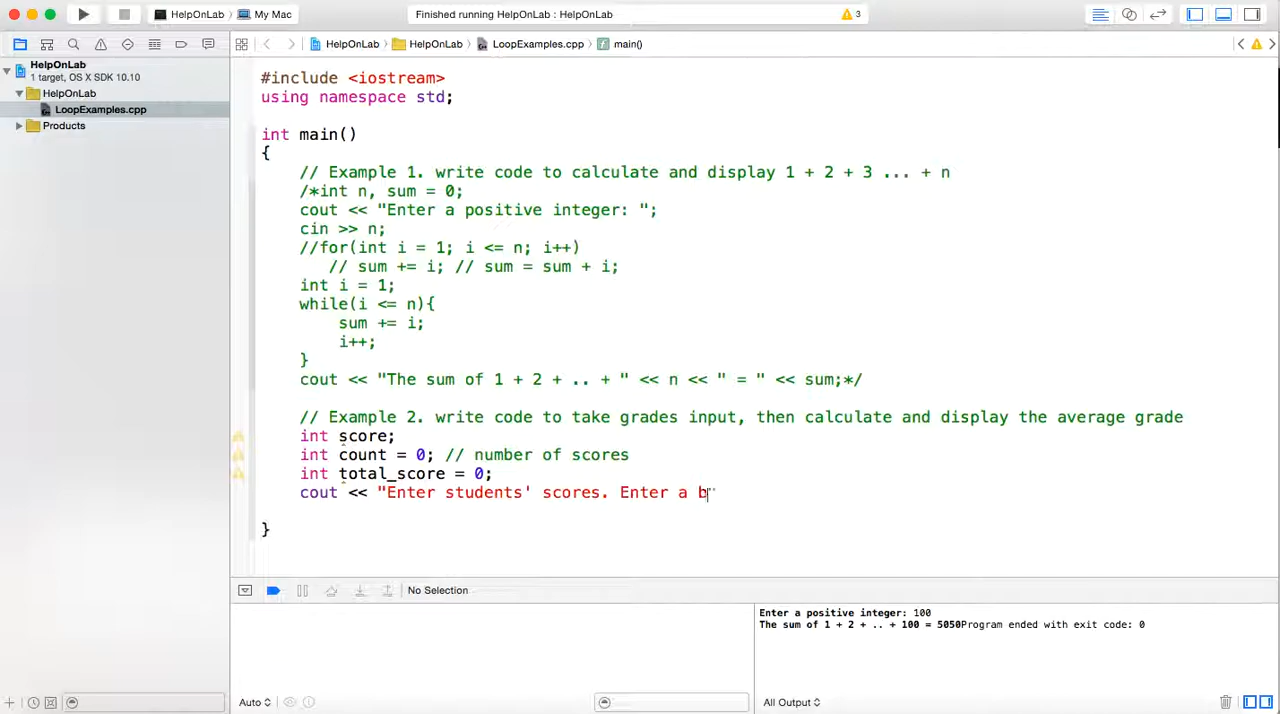 HelpOnLab
My Mac
Finished running HelpOnLab : HelpOnLab
3
HelpOnLab
HelpOnLab
LoopExamples.cpp
main()
HelpOnLab
1 target, OS X SDK 10.10
HelpOnLab
LoopExamples.cpp
Products
#include <iostream>
using namespace std;
int main()
{
// Example 1. write code to calculate and display 1 + 2 + 3 ... + n
/*int n, sum = 0;
cout << "Enter a positive integer: ";
cin >> n;
//for(int i = 1; i <= n; i++)
// sum += i; // sum = sum + i;
int i = 1;
while(i <= n){
sum += i;
i++;
}
cout << "The sum of 1 + 2 + .. + " << n << " = " << sum;*/
// Example 2. write code to take grades input, then calculate and display the average grade
int score;
int count = 0; // number of scores
int total_score = 0;
cout << "Enter students' scores. Enter a b"
}
No Selection
Enter a positive integer: 100
The sum of 1 + 2 + .. + 100 = 5050Program ended with exit code: 0
Auto
All Output